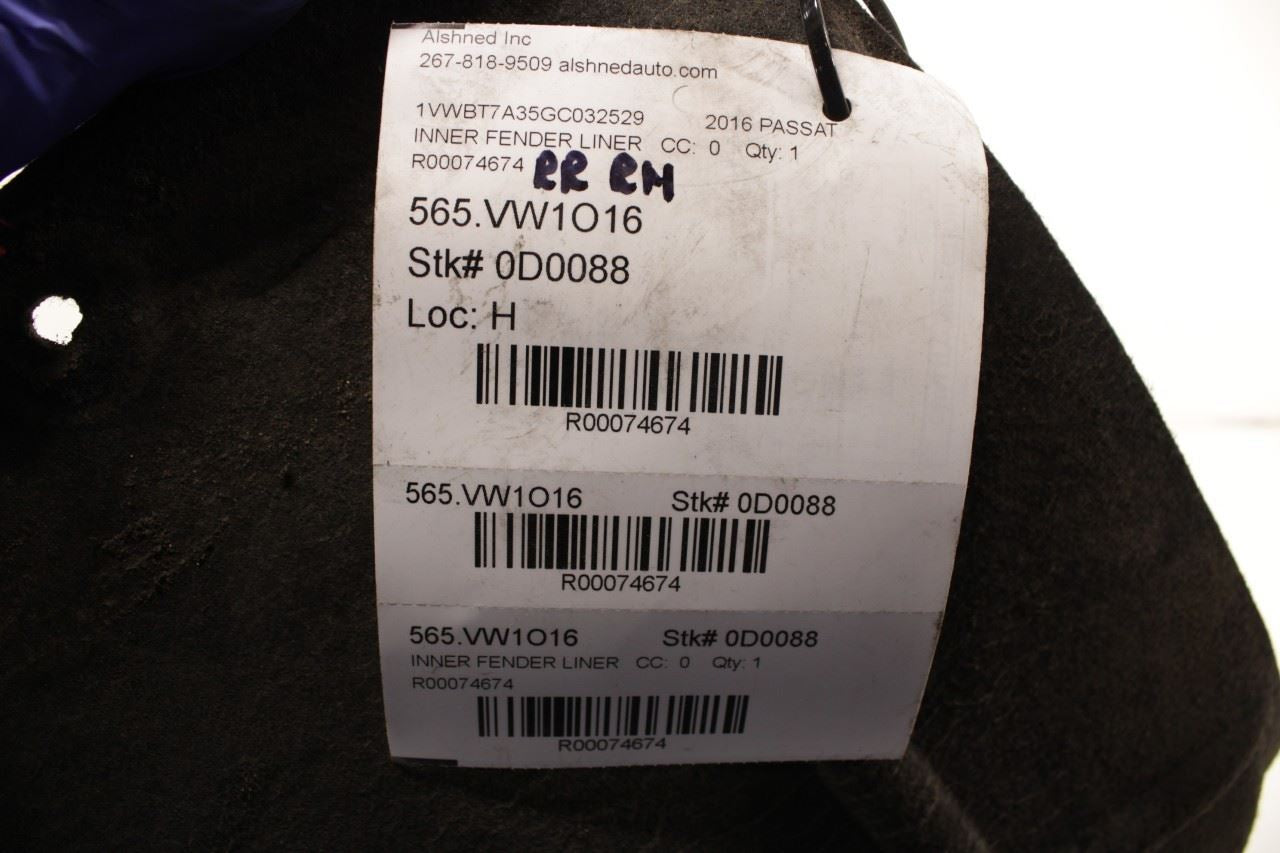 Alshned Inc
267-818-9509 alshnedauto.com
1VWBT7A35GC032529 2016 PASSAT
INNER FENDER LINER CC: 0 Qty: 1
R00074674 RR RH
565.VW1O16
Stk# 0D0088
Loc: H
R00074674
565.VW1O16 Stk# 0D0088
R00074674
565.VW1O16 Stk# 0D0088
INNER FENDER LINER CC: 0 Qty: 1
R00074674
R00074674